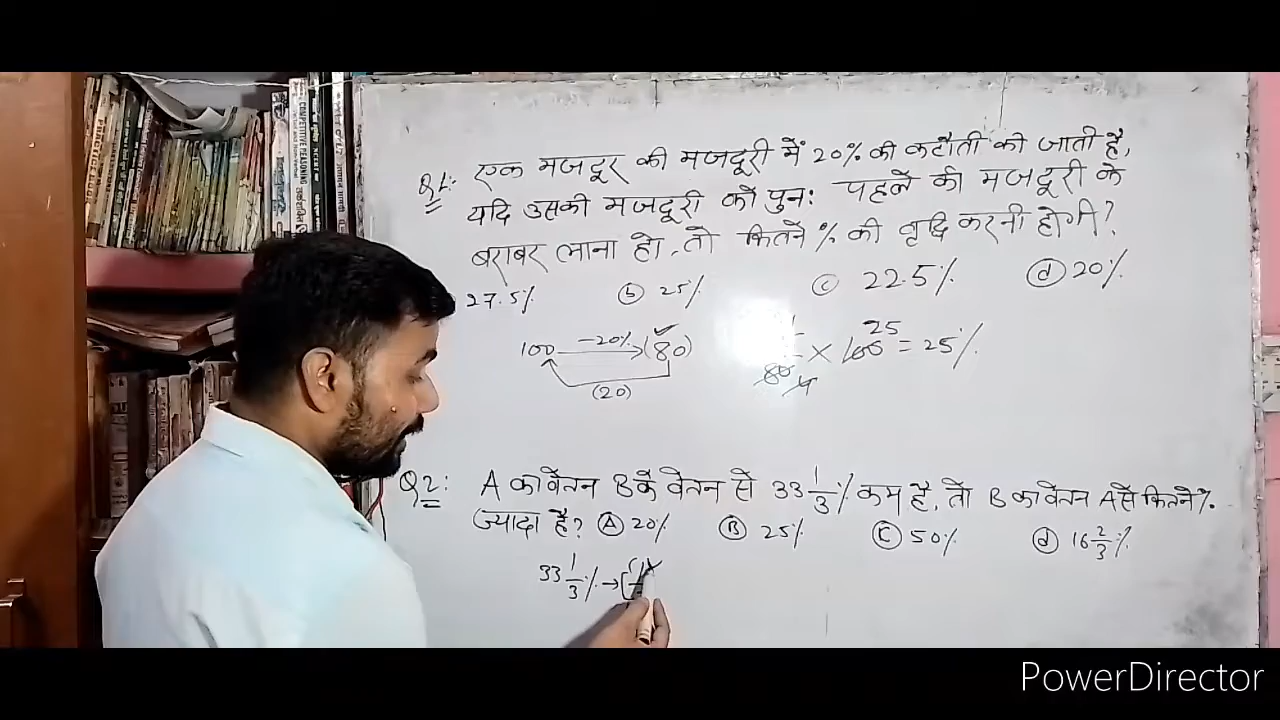 Q1:- एक मजदूर की मजदूरी में 20% की कटौती की जाती है,
यदि उसकी मजदूरी को पुनः पहले की मजदूरी के
बराबर लाना हो, तो कितने % की वृद्धि करनी होगी?
27.5% (b) 25% (c) 22.5% (d) 20%
100 -20% (80)
(20)
80 4 × 100 25 = 25%
Q2: A का वेतन B के वेतन से 33 1/3 % कम है, तो B का वेतन A से कितने %
ज्यादा है? (A) 20% (B) 25% (C) 50% (d) 16 2/3 %
33 1/3 % →
COMPETITIVE REASONING
PowerDirector